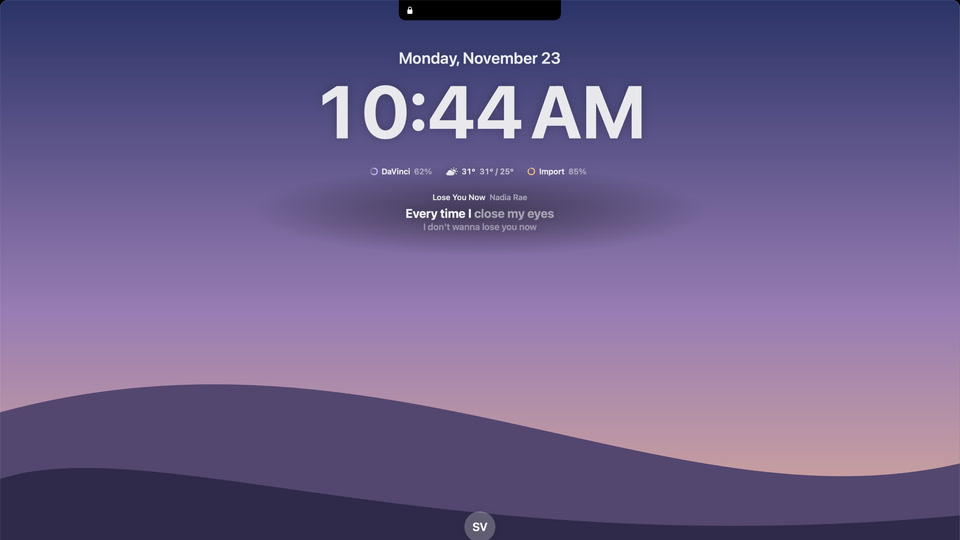 Monday, November 23
10:44 AM
DaVinci 62% 31° 31° / 25° Import 85%
Lose You Now Nadia Rae
Every time I close my eyes
I don't wanna lose you now
SV